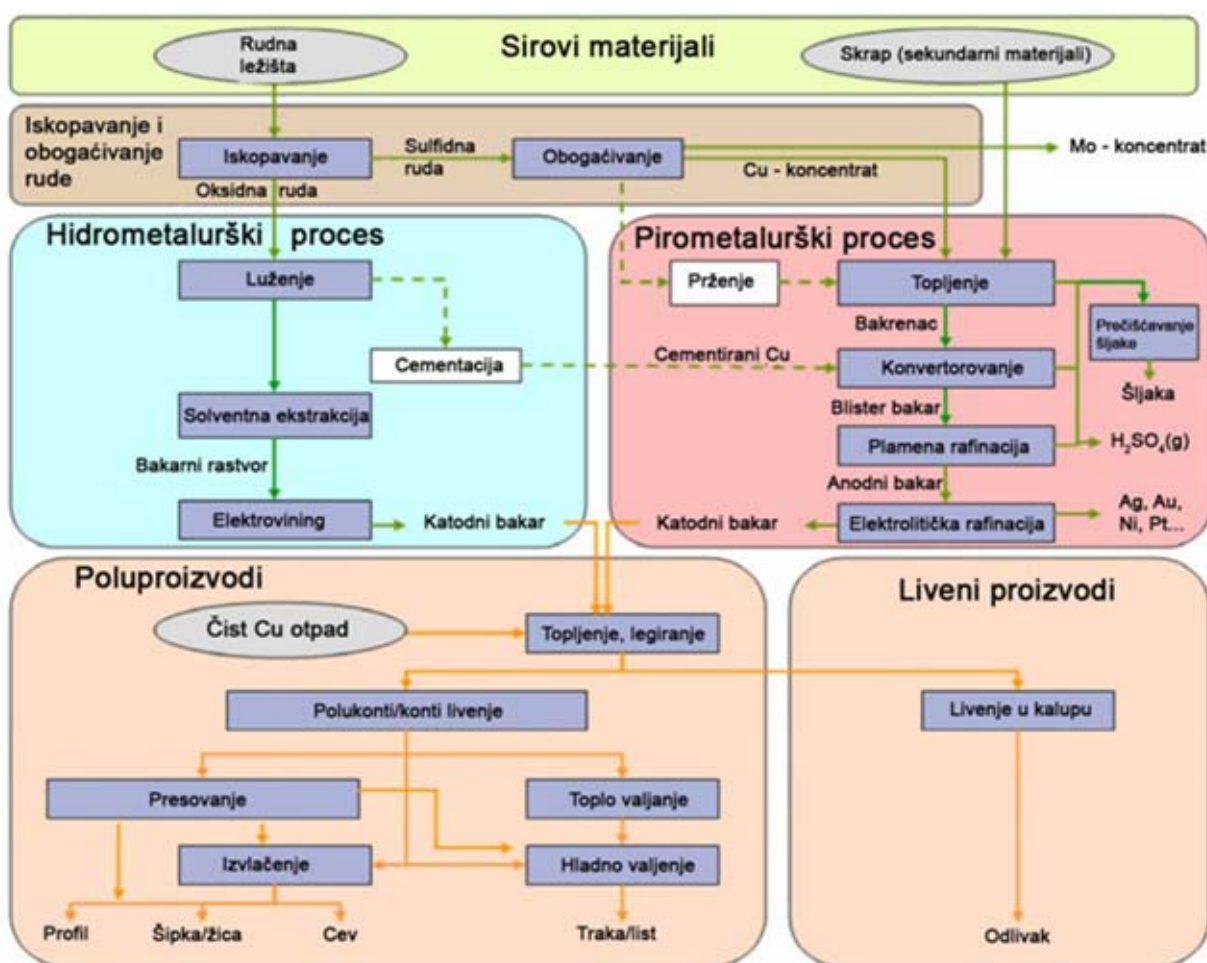 Sirovi materijali
Rudna
ležišta
Skrap (sekundarni materijali)
Iskopavanje i
obogaćivanje
rude
Iskopavanje
Sulfidna
ruda
Obogaćivanje
Mo - koncentrat
Cu - koncentrat
Oksidna ruda
Hidrometalurški proces
Luženje
Cementacija
Solventna ekstrakcija
Bakarni rastvor
Elektrovining
Katodni bakar
Pirometalurški proces
Prženje
Topljenje
Bakrenac
Prečišćavanje
šljake
Cementirani Cu
Konvertorovanje
Šljaka
Blister bakar
Plamena rafinacija
H₂SO₄(g)
Anodni bakar
Katodni bakar
Elektrolitička rafinacija
Ag, Au,
Ni, Pt...
Poluproizvodi
Čist Cu otpad
Topljenje, legiranje
Polukonti/konti livenje
Presovanje
Toplo valjanje
Izvlačenje
Hladno valjenje
Profil
Šipka/žica
Cev
Traka/list
Liveni proizvodi
Livenje u kalupu
Odlivak